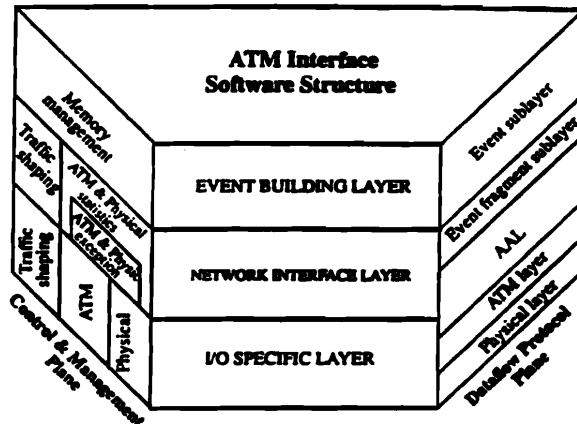 ATM Interface
Software Structure
Memory
management
Traffic
shaping
ATM & Physical
statistics
ATM & Physic
exception
Traffic
shaping
ATM
Physical
Control & Management
Plane
EVENT BUILDING LAYER
NETWORK INTERFACE LAYER
I/O SPECIFIC LAYER
Event sublayer
Event fragment sublayer
AAL
ATM layer
Physical layer
Dataflow Protocol
Plane